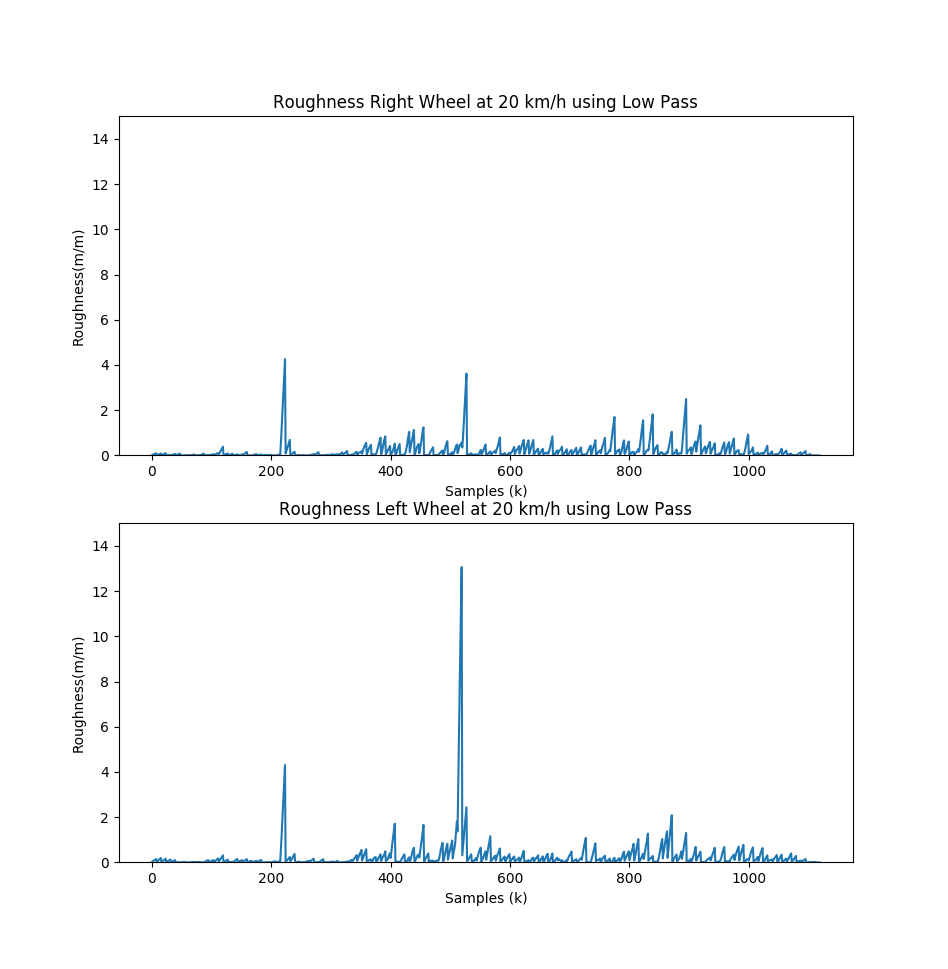 Roughness Right Wheel at 20 km/h using Low Pass
14
12
10
8
6
4
2
0
Roughness(m/m)
0 200 400 600 800 1000
Samples (k)
Roughness Left Wheel at 20 km/h using Low Pass
14
12
10
8
6
4
2
0
Roughness(m/m)
0 200 400 600 800 1000
Samples (k)